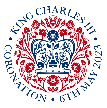 KING CHARLES III
CORONATION • 6TH MAY 2023